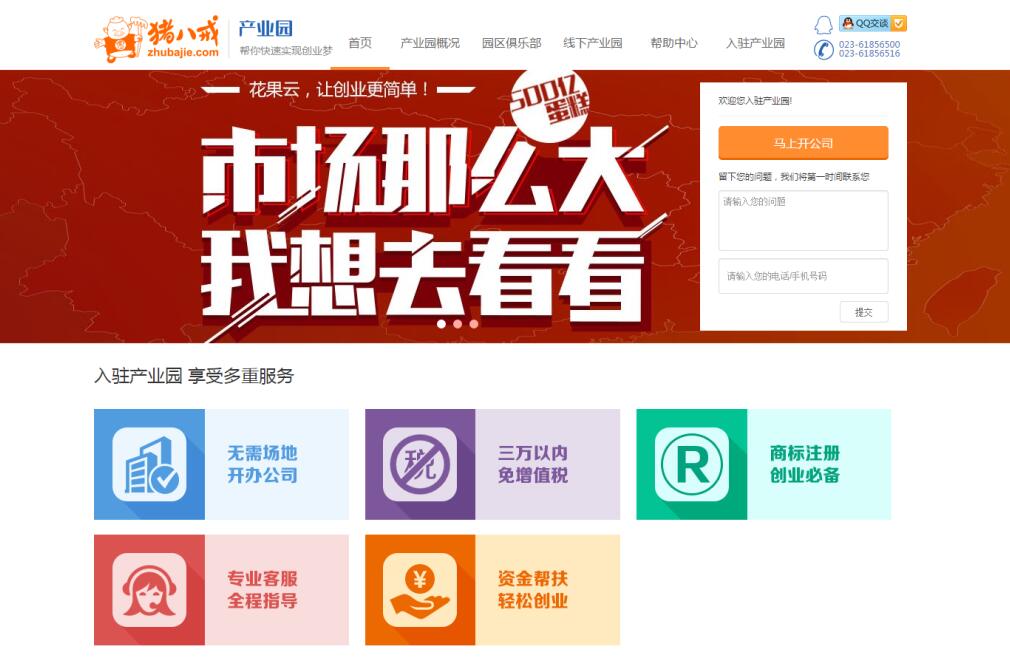 猪八戒
zhubajie.com
产业园
帮你快速实现创业梦
首页
产业园概况
园区俱乐部
线下产业园
帮助中心
入驻产业园
QQ交谈
023-61856500
023-61856516
花果云，让创业更简单！
500亿
蛋糕
市场那么大
我想去看看
欢迎您入驻产业园!
马上开公司
留下您的问题，我们将第一时间联系您
请输入您的问题
请输入您的电话/手机号码
提交
入驻产业园 享受多重服务
无需场地
开办公司
税
三万以内
免增值税
R
商标注册
创业必备
专业客服
全程指导
¥
资金帮扶
轻松创业